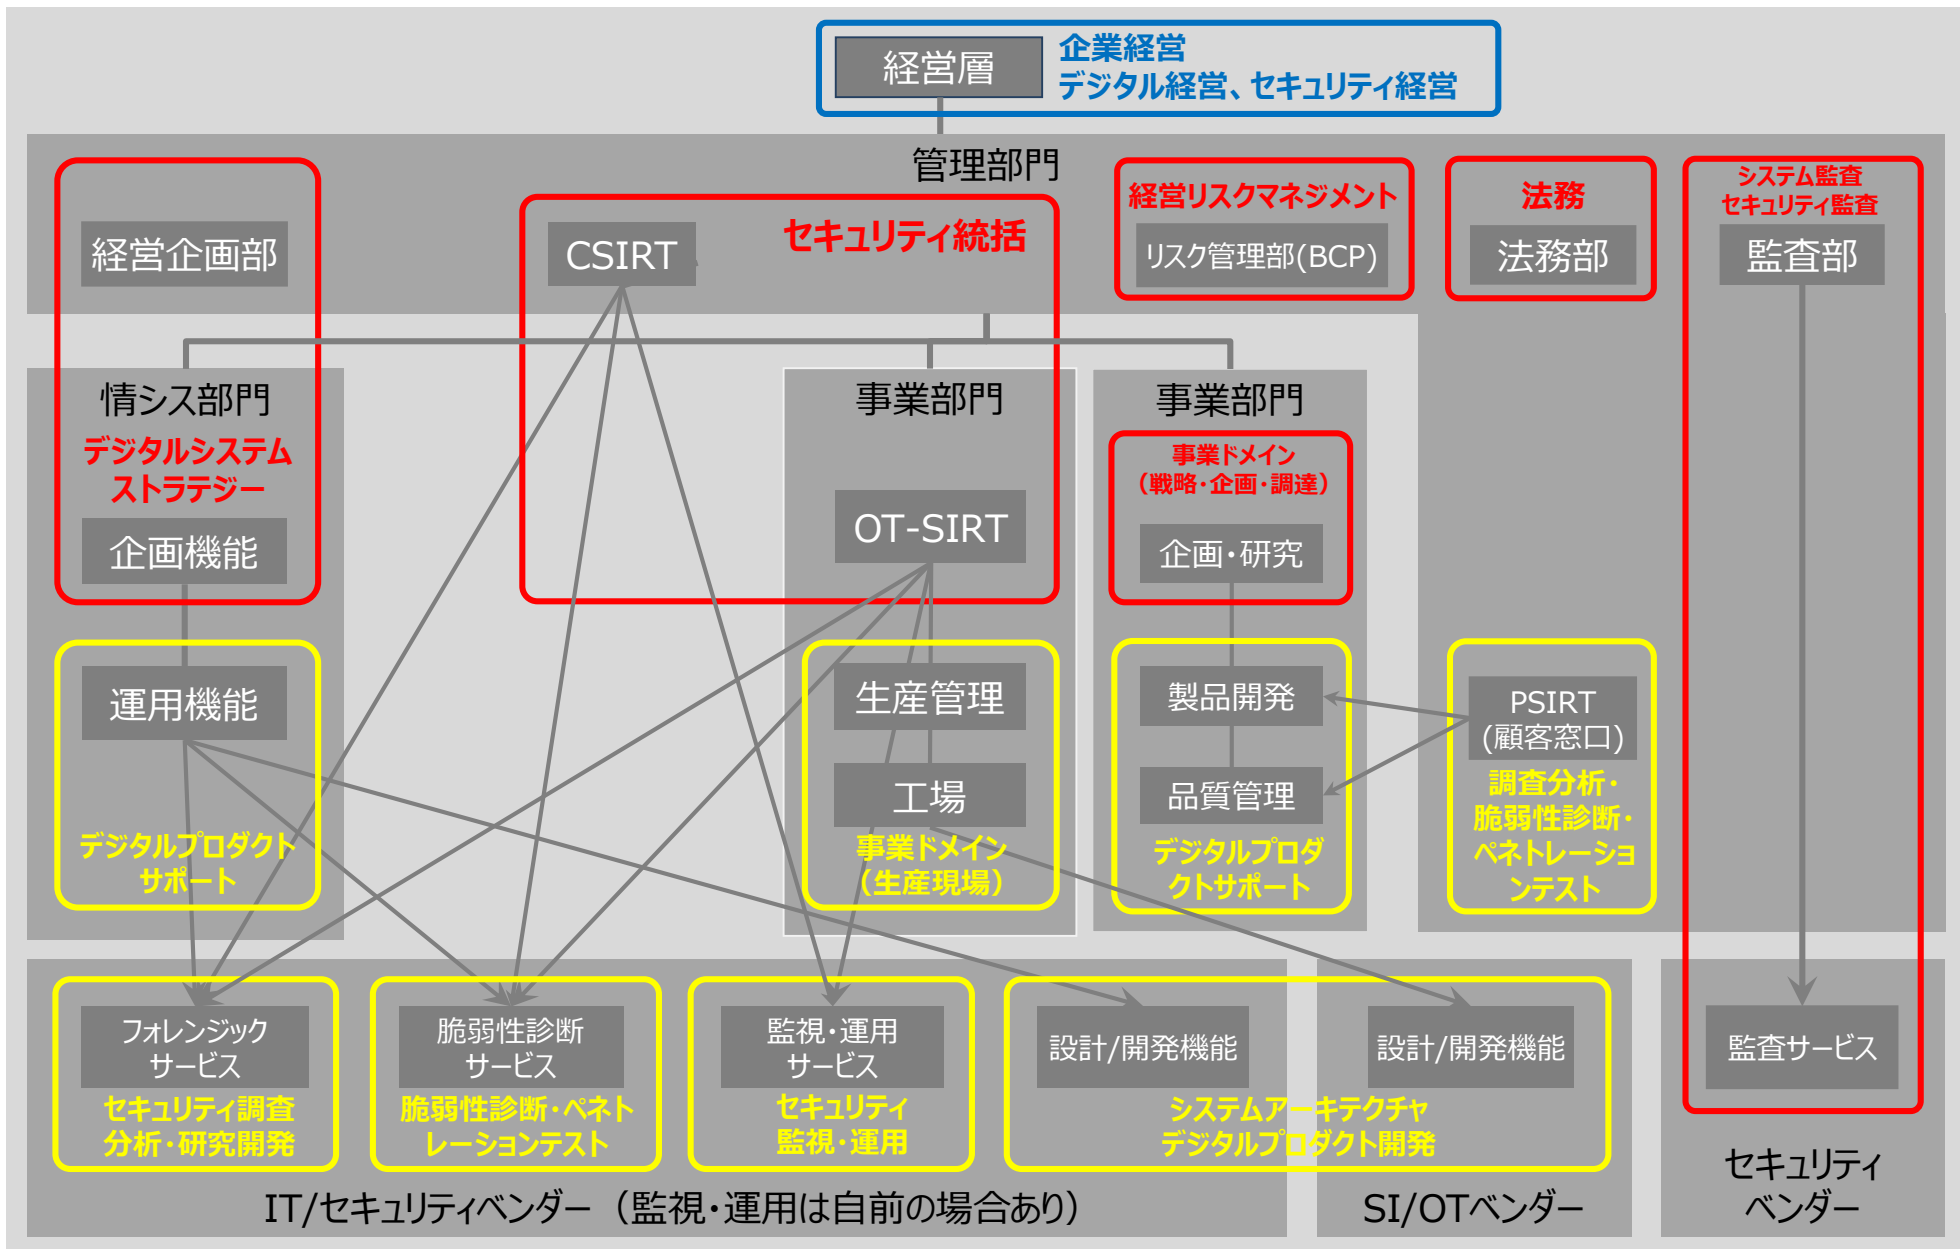 経営層
企業経営
デジタル経営、セキュリティ経営
管理部門
経営企画部
CSIRT
セキュリティ統括
経営リスクマネジメント
リスク管理部(BCP)
法務
法務部
システム監査
セキュリティ監査
監査部
情シス部門
デジタルシステム
ストラテジー
企画機能
運用機能
デジタルプロダクト
サポート
事業部門
OT-SIRT
生産管理
工場
事業ドメイン
（生産現場）
事業部門
事業ドメイン
（戦略・企画・調達）
企画・研究
製品開発
品質管理
デジタルプロダ
クトサポート
PSIRT
(顧客窓口)
調査分析・
脆弱性診断・
ペネトレーショ
ンテスト
フォレンジック
サービス
セキュリティ調査
分析・研究開発
脆弱性診断
サービス
脆弱性診断・ペネト
レーションテスト
監視・運用
サービス
セキュリティ
監視・運用
設計/開発機能
設計/開発機能
システムアーキテクチャ
デジタルプロダクト開発
監査サービス
IT/セキュリティベンダー（監視・運用は自前の場合あり）
SI/OTベンダー
セキュリティ
ベンダー